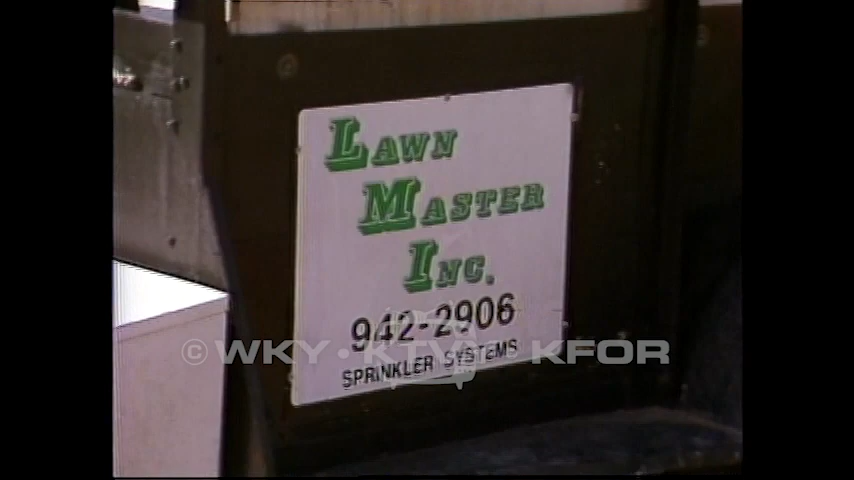 Lawn
Master
Inc.
942-2906
SPRINKLER SYSTEMS
©WKY • KTVY • KFOR